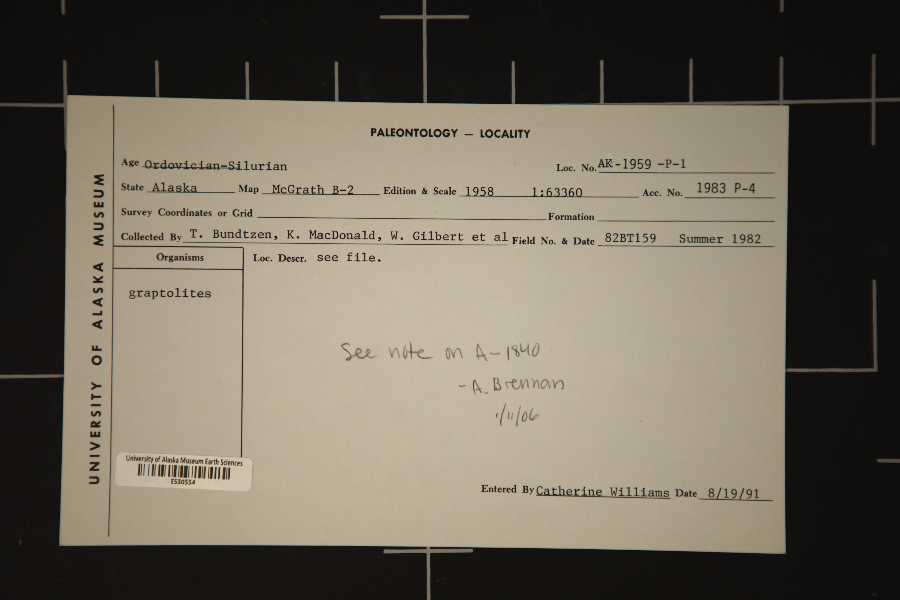 PALEONTOLOGY — LOCALITY
Age Ordovician-Silurian Loc. No. AK-1959 -P-1
State Alaska Map McGrath B-2 Edition & Scale 1958 1:63360 Acc. No. 1983 P-4
Survey Coordinates or Grid Formation
Collected By T. Bundtzen, K. MacDonald, W. Gilbert et al Field No. & Date 82BT159 Summer 1982
Organisms Loc. Descr. see file.
graptolites
See note on A-1840
-A. Brennan
1/11/06
UNIVERSITY OF ALASKA MUSEUM
University of Alaska Museum Earth Sciences
ES30554
Entered By Catherine Williams Date 8/19/91